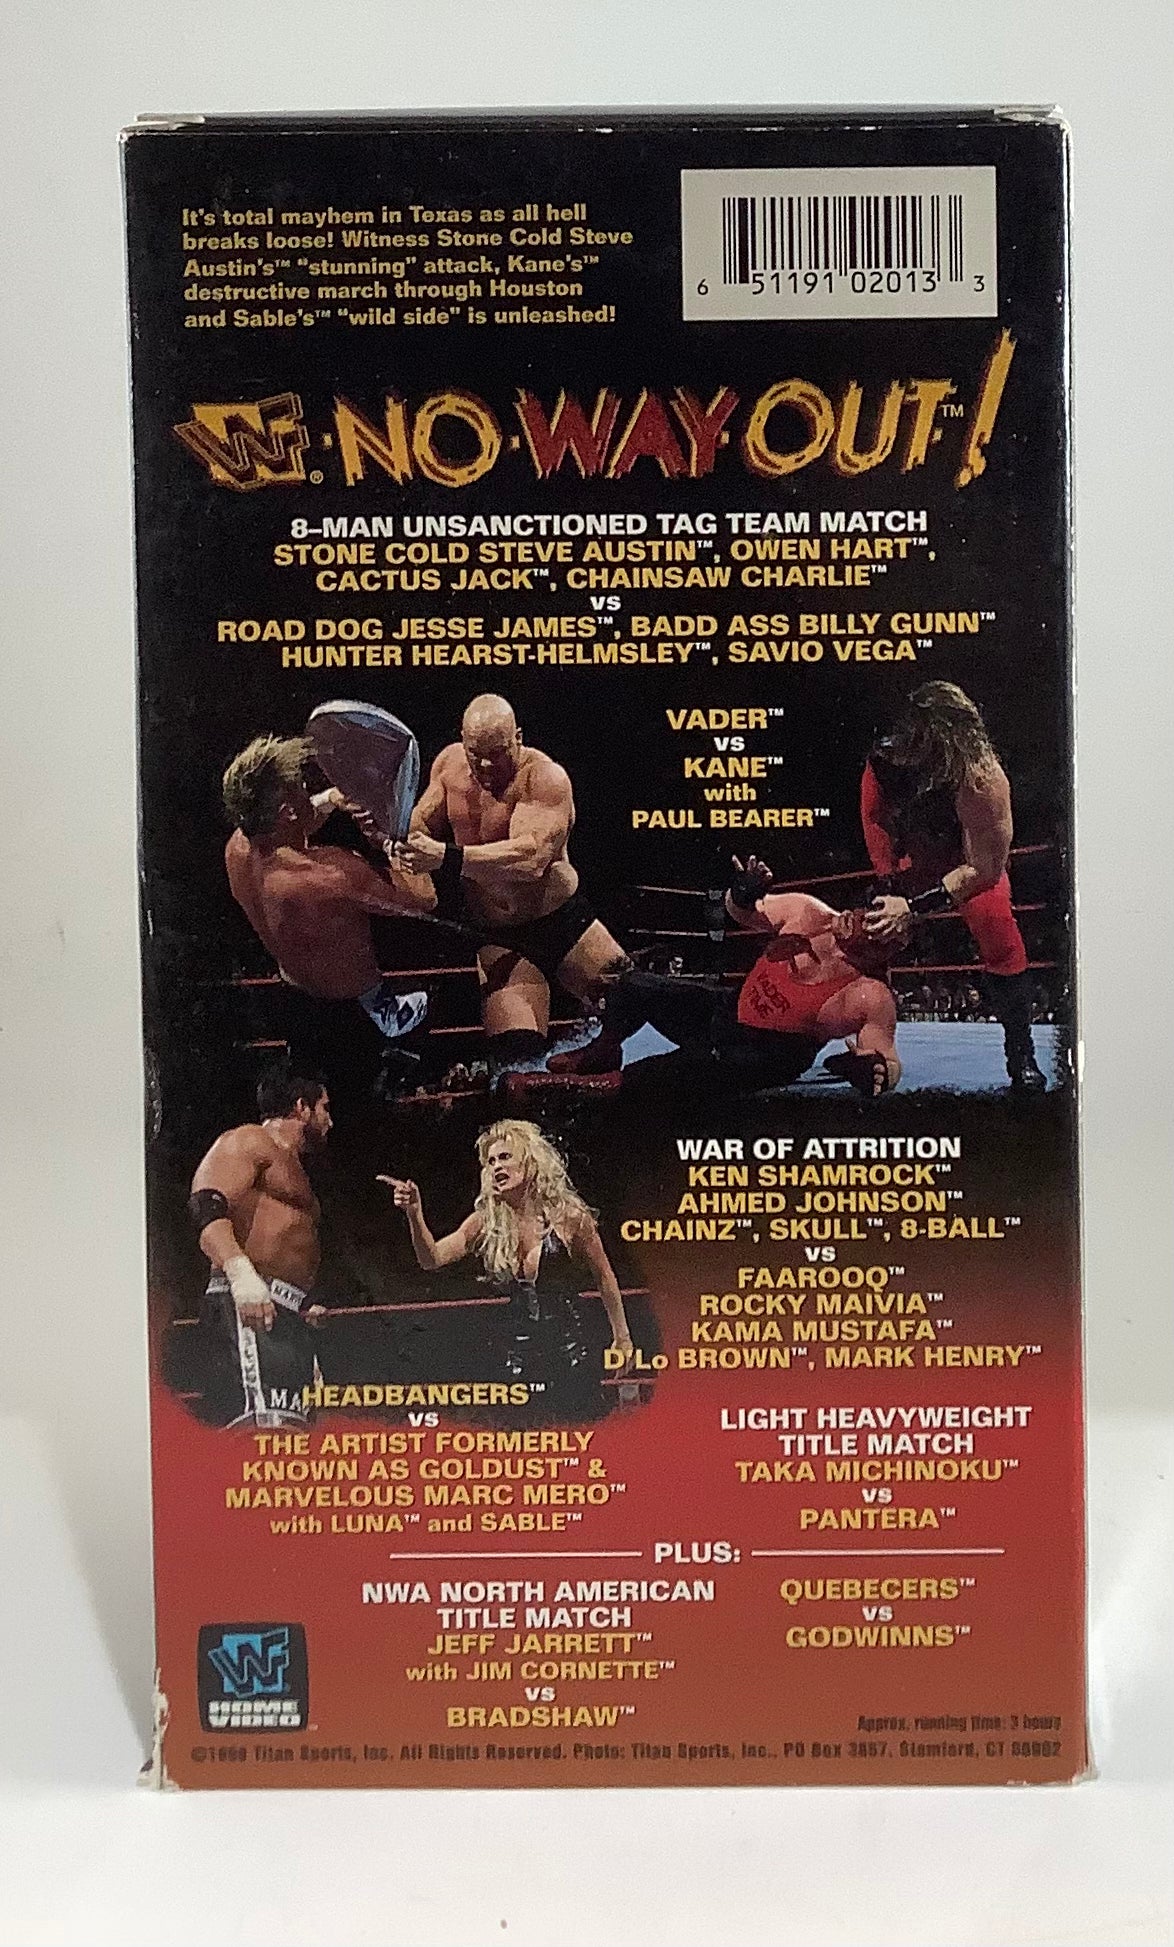 It's total mayhem in Texas as all hell
breaks loose! Witness Stone Cold Steve
Austin's™ "stunning" attack, Kane's™
destructive march through Houston
and Sable's™ "wild side" is unleashed!
6 51191 02013 3
WF® NO WAY OUT!™
8-MAN UNSANCTIONED TAG TEAM MATCH
STONE COLD STEVE AUSTIN™, OWEN HART™,
CACTUS JACK™, CHAINSAW CHARLIE™
vs
ROAD DOG JESSE JAMES™, BADD ASS BILLY GUNN™
HUNTER HEARST-HELMSLEY™, SAVIO VEGA™
VADER™
vs
KANE™
with
PAUL BEARER™
WAR OF ATTRITION
KEN SHAMROCK™
AHMED JOHNSON™
CHAINZ™, SKULL™, 8-BALL™
vs
FAAROOQ™
ROCKY MAIVIA™
KAMA MUSTAFA™
D'Lo BROWN™, MARK HENRY™
HEADBANGERS™
vs
THE ARTIST FORMERLY
KNOWN AS GOLDUST™ &
MARVELOUS MARC MERO™
with LUNA™ and SABLE™
LIGHT HEAVYWEIGHT
TITLE MATCH
TAKA MICHINOKU™
vs
PANTERA™
PLUS:
NWA NORTH AMERICAN
TITLE MATCH
JEFF JARRETT™
with JIM CORNETTE™
vs
BRADSHAW™
QUEBECERS™
vs
GODWINNS™
WF
HOME
VIDEO
Approx. running time: 3 hours
Titan Sports, Inc. All Rights Reserved. Photo: Titan Sports, Inc., PO Box 3857, Stamford, CT